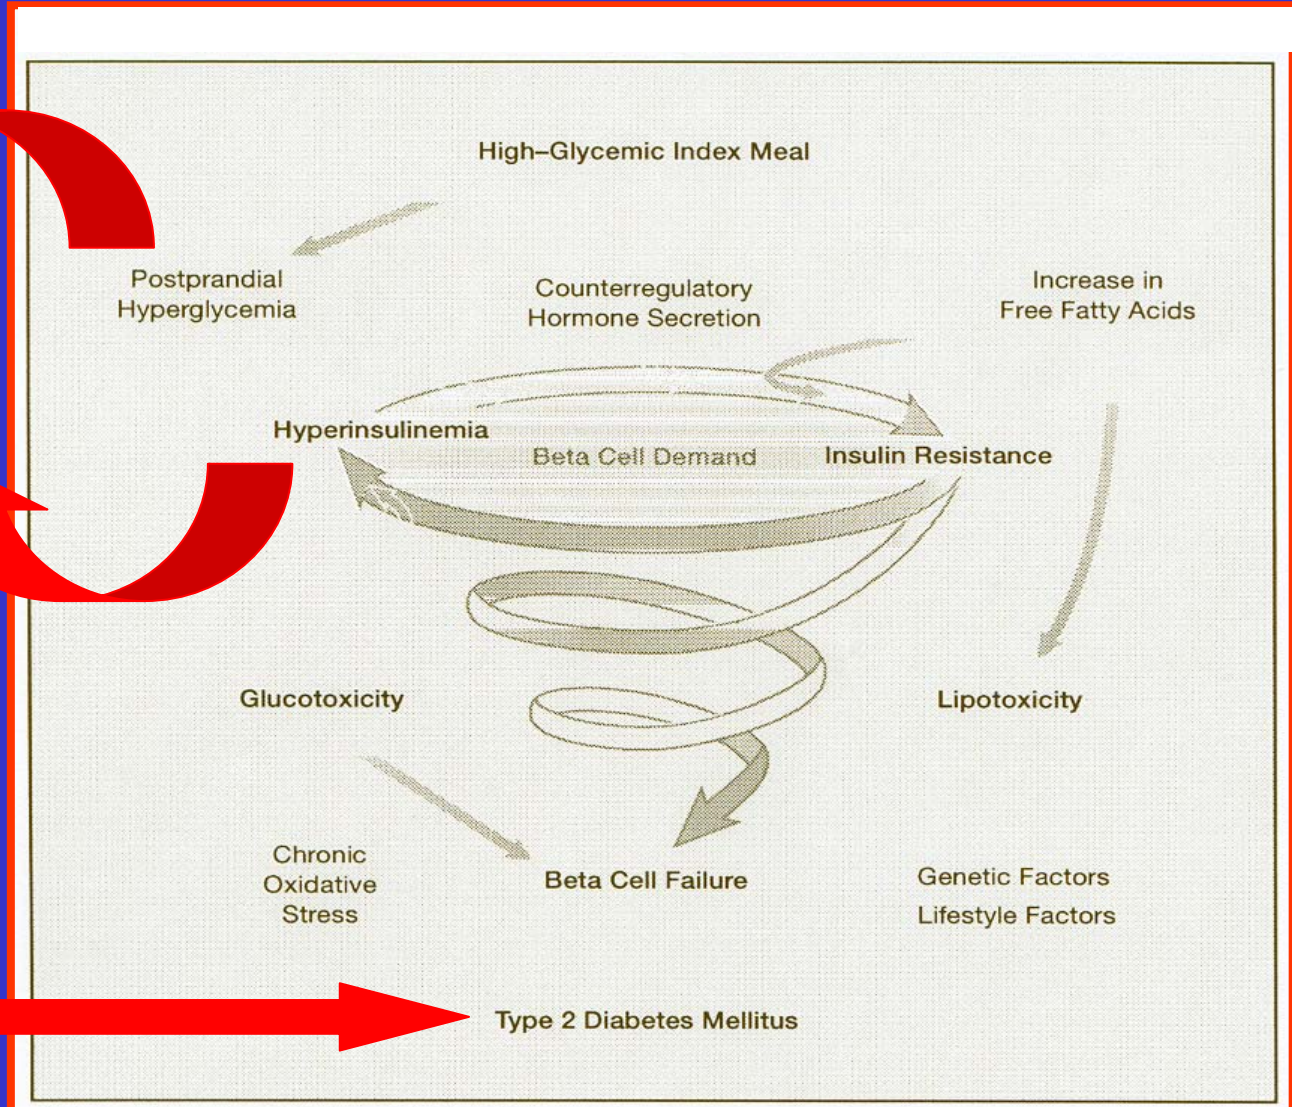 High–Glycemic Index Meal
Postprandial
Hyperglycemia
Counterregulatory
Hormone Secretion
Increase in
Free Fatty Acids
Hyperinsulinemia
Beta Cell Demand
Insulin Resistance
Glucotoxicity
Lipotoxicity
Chronic
Oxidative
Stress
Beta Cell Failure
Genetic Factors
Lifestyle Factors
Type 2 Diabetes Mellitus